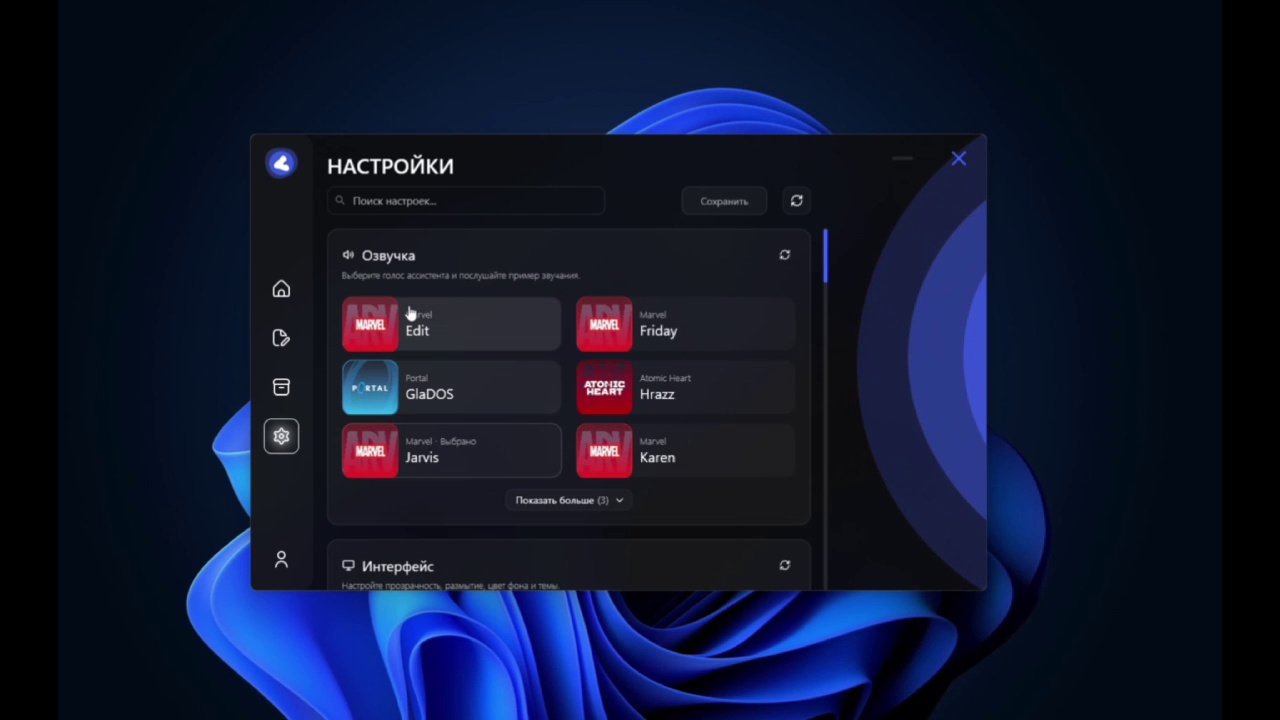 НАСТРОЙКИ
Поиск настроек...
Сохранить
Озвучка
Выберите голос ассистента и послушайте пример звучания.
MARVEL
Edit
MARVEL
Marvel
Friday
PORTAL
Portal
GlaDOS
ATOMIC HEART
Atomic Heart
Hrazz
MARVEL
Marvel · Выбрано
Jarvis
MARVEL
Marvel
Karen
Показать больше (3)
Интерфейс
Настройте прозрачность, размытие, цвет фона и темы.